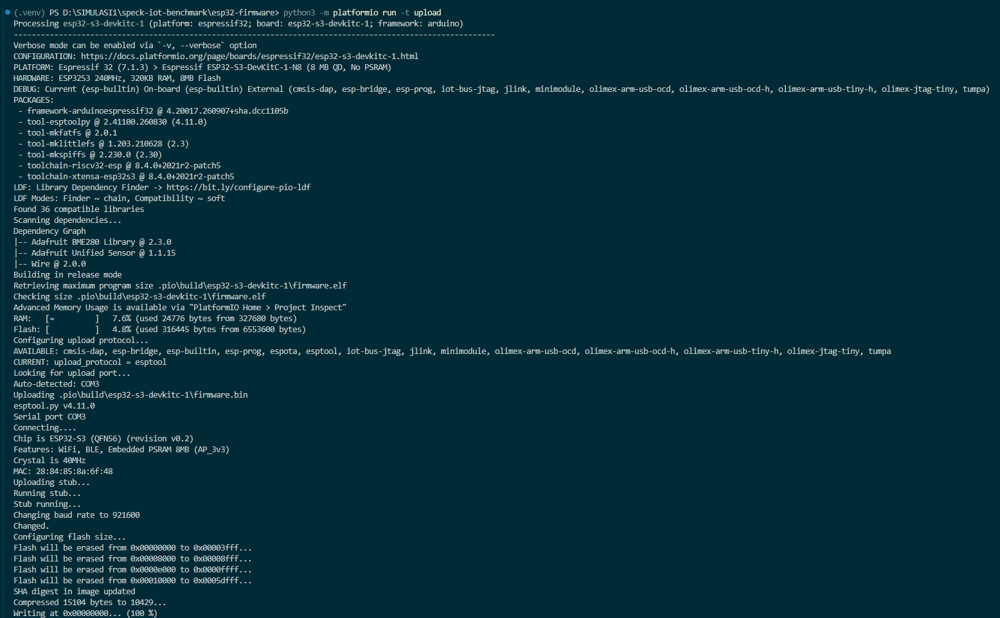 (.venv) PS D:\SIMULASI1\speck-iot-benchmark\esp32-firmware> python3 -m platformio run -t upload
Processing esp32-s3-devkitc-1 (platform: espressif32; board: esp32-s3-devkitc-1; framework: arduino)
-----------------------------------------------------------------------------------------------------------
Verbose mode can be enabled via `-v, --verbose` option
CONFIGURATION: https://docs.platformio.org/page/boards/espressif32/esp32-s3-devkitc-1.html
PLATFORM: Espressif 32 (7.1.3) > Espressif ESP32-S3-DevKitC-1-N8 (8 MB QD, No PSRAM)
HARDWARE: ESP32S3 240MHz, 320KB RAM, 8MB Flash
DEBUG: Current (esp-builtin) On-board (esp-builtin) External (cmsis-dap, esp-bridge, esp-prog, iot-bus-jtag, jlink, minimodule, olimex-arm-usb-ocd, olimex-arm-usb-ocd-h, olimex-arm-usb-tiny-h, olimex-jtag-tiny, tumpa)
PACKAGES:
 - framework-arduinoespressif32 @ 4.20017.260907+sha.dcc1105b
 - tool-esptoolpy @ 2.41100.260830 (4.11.0)
 - tool-mkfatfs @ 2.0.1
 - tool-mklittlefs @ 1.203.210628 (2.3)
 - tool-mkspiffs @ 2.230.0 (2.30)
 - toolchain-riscv32-esp @ 8.4.0+2021r2-patch5
 - toolchain-xtensa-esp32s3 @ 8.4.0+2021r2-patch5
LDF: Library Dependency Finder -> https://bit.ly/configure-pio-ldf
LDF Modes: Finder ~ chain, Compatibility ~ soft
Found 36 compatible libraries
Scanning dependencies...
Dependency Graph
|-- Adafruit BME280 Library @ 2.3.0
|-- Adafruit Unified Sensor @ 1.1.15
|-- Wire @ 2.0.0
Building in release mode
Retrieving maximum program size .pio\build\esp32-s3-devkitc-1\firmware.elf
Checking size .pio\build\esp32-s3-devkitc-1\firmware.elf
Advanced Memory Usage is available via "PlatformIO Home > Project Inspect"
RAM:   [=         ]   7.6% (used 24776 bytes from 327680 bytes)
Flash: [          ]   4.8% (used 316445 bytes from 6553600 bytes)
Configuring upload protocol...
AVAILABLE: cmsis-dap, esp-bridge, esp-builtin, esp-prog, espota, esptool, iot-bus-jtag, jlink, minimodule, olimex-arm-usb-ocd, olimex-arm-usb-ocd-h, olimex-arm-usb-tiny-h, olimex-jtag-tiny, tumpa
CURRENT: upload_protocol = esptool
Looking for upload port...
Auto-detected: COM3
Uploading .pio\build\esp32-s3-devkitc-1\firmware.bin
esptool.py v4.11.0
Serial port COM3
Connecting....
Chip is ESP32-S3 (QFN56) (revision v0.2)
Features: WiFi, BLE, Embedded PSRAM 8MB (AP_3v3)
Crystal is 40MHz
MAC: 28:84:85:8a:6f:48
Uploading stub...
Running stub...
Stub running...
Changing baud rate to 921600
Changed.
Configuring flash size...
Flash will be erased from 0x00000000 to 0x00003fff...
Flash will be erased from 0x00008000 to 0x00008fff...
Flash will be erased from 0x0000e000 to 0x0000ffff...
Flash will be erased from 0x00010000 to 0x0005dfff...
SHA digest in image updated
Compressed 15104 bytes to 10429...
Writing at 0x00000000... (100 %)